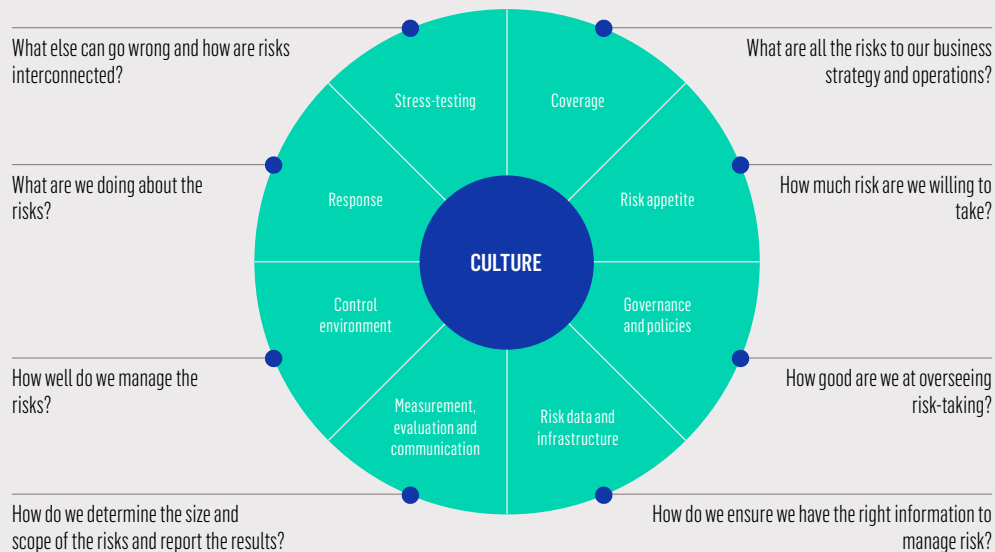 What else can go wrong and how are risks
interconnected?
What are all the risks to our business
strategy and operations?
Stress-testing
Coverage
What are we doing about the
risks?
Response
Risk appetite
How much risk are we willing to
take?
CULTURE
Control
environment
Governance
and policies
How well do we manage the
risks?
How good are we at overseeing
risk-taking?
Measurement,
evaluation and
communication
Risk data and
infrastructure
How do we determine the size and
scope of the risks and report the results?
How do we ensure we have the right information to
manage risk?